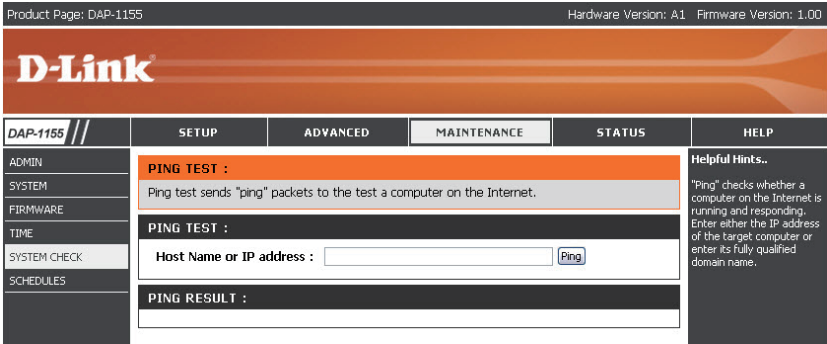 Product Page: DAP-1155 Hardware Version: A1 Firmware Version: 1.00
D-Link
DAP-1155 // SETUP ADVANCED MAINTENANCE STATUS HELP
ADMIN
SYSTEM
FIRMWARE
TIME
SYSTEM CHECK
SCHEDULES
PING TEST :
Ping test sends "ping" packets to the test a computer on the Internet.
PING TEST :
Host Name or IP address : Ping
PING RESULT :
Helpful Hints..
"Ping" checks whether a
computer on the Internet is
running and responding.
Enter either the IP address
of the target computer or
enter its fully qualified
domain name.